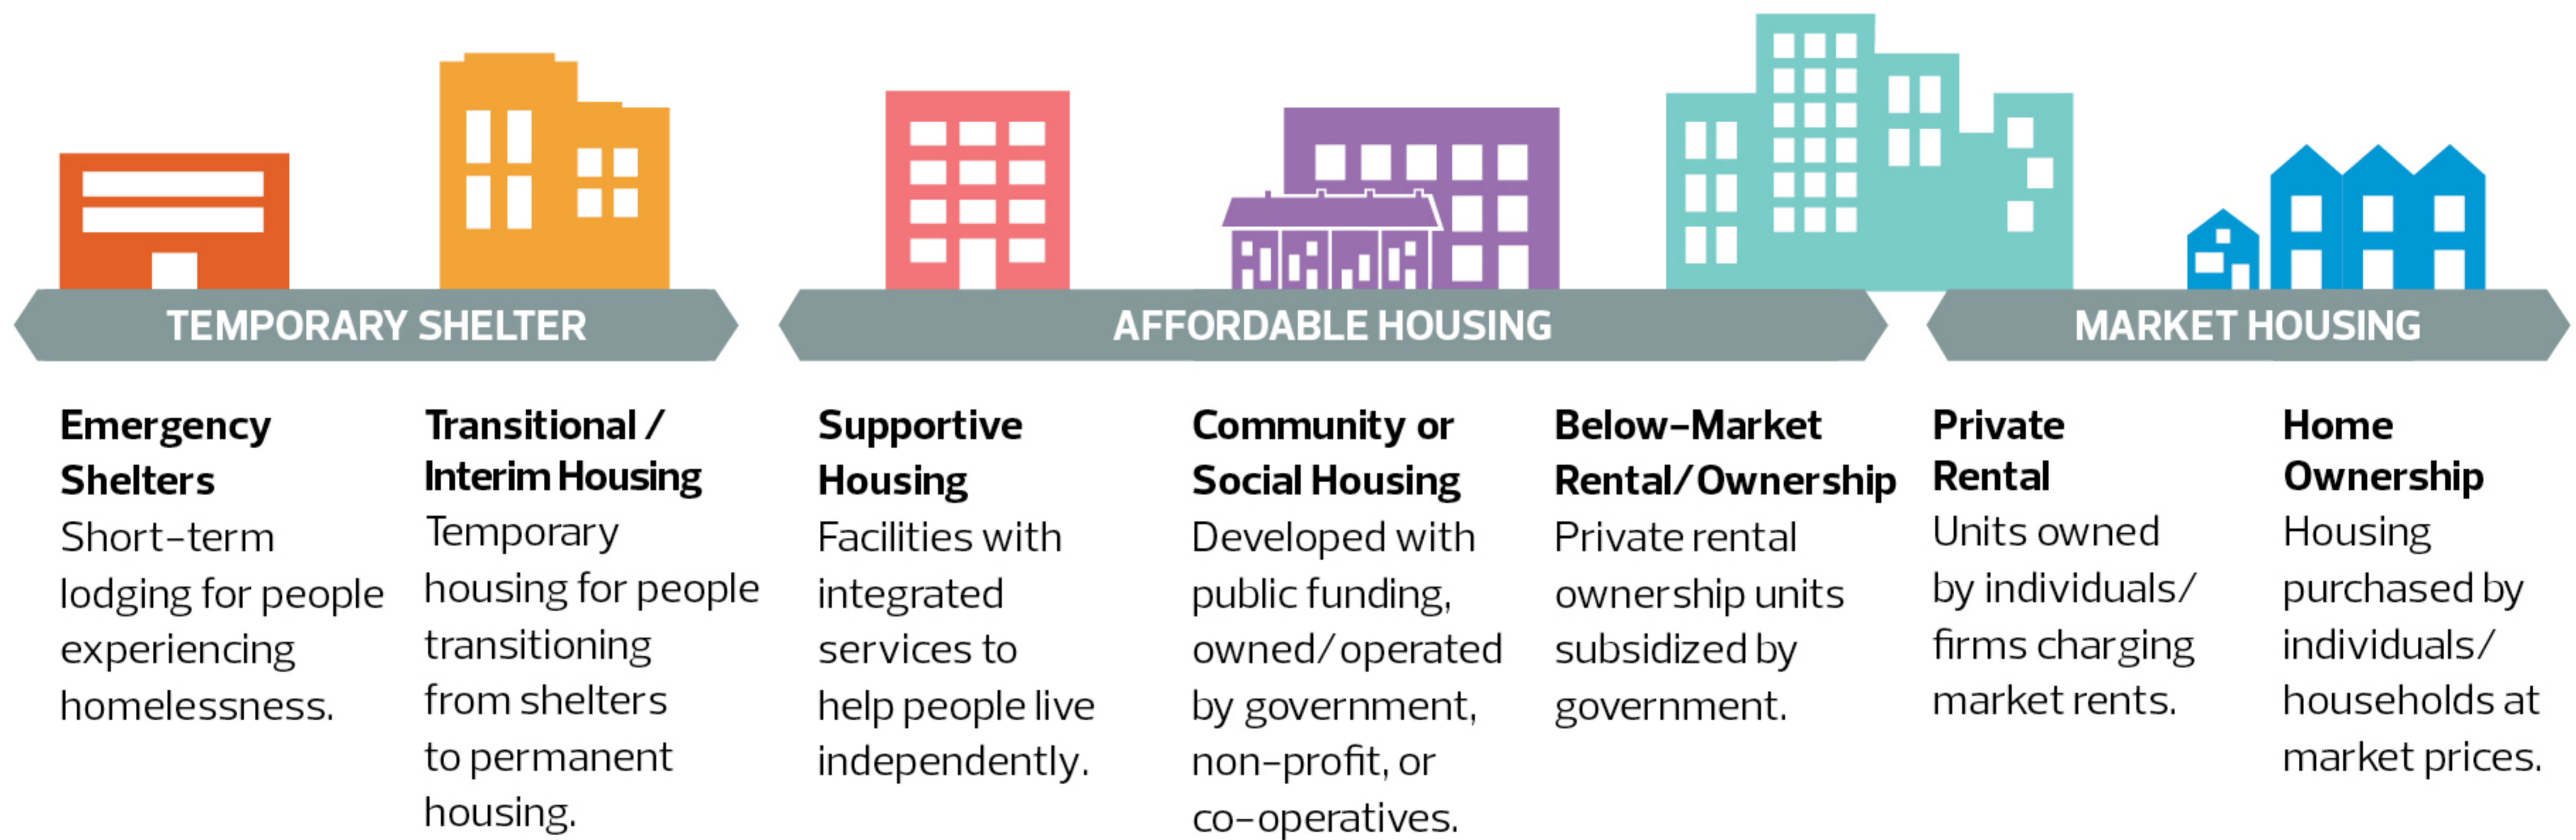 TEMPORARY SHELTER
AFFORDABLE HOUSING
MARKET HOUSING
Emergency
Shelters
Short-term
lodging for people
experiencing
homelessness.
Transitional /
Interim Housing
Temporary
housing for people
transitioning
from shelters
to permanent
housing.
Supportive
Housing
Facilities with
integrated
services to
help people live
independently.
Community or
Social Housing
Developed with
public funding,
owned/operated
by government,
non-profit, or
co-operatives.
Below-Market
Rental/Ownership
Private rental
ownership units
subsidized by
government.
Private
Rental
Units owned
by individuals/
firms charging
market rents.
Home
Ownership
Housing
purchased by
individuals/
households at
market prices.